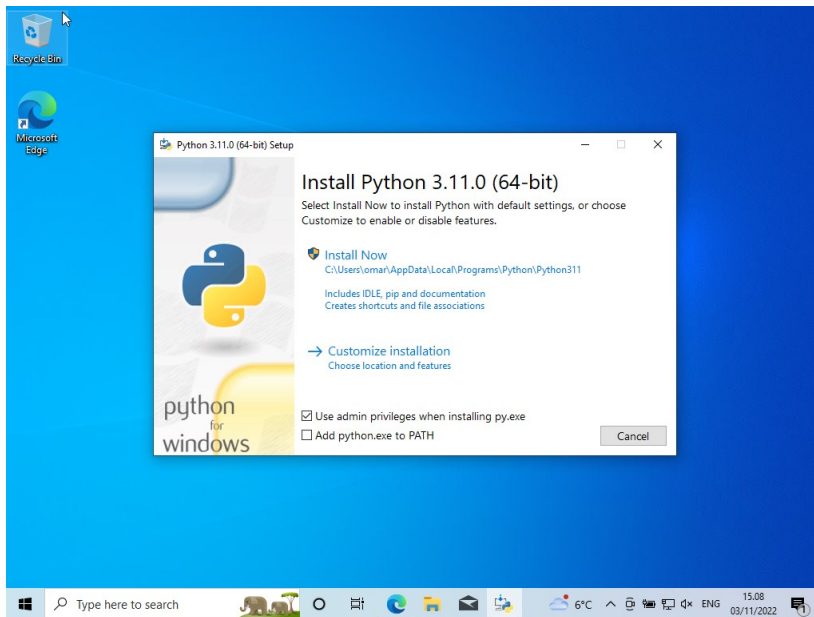 Recycle Bin
Microsoft
Edge
Python 3.11.0 (64-bit) Setup
Install Python 3.11.0 (64-bit)
Select Install Now to install Python with default settings, or choose
Customize to enable or disable features.
Install Now
C:\Users\omar\AppData\Local\Programs\Python\Python311
Includes IDLE, pip and documentation
Creates shortcuts and file associations
Customize installation
Choose location and features
python
for
windows
Use admin privileges when installing py.exe
Add python.exe to PATH
Cancel
Type here to search
6°C
ENG
15.08
03/11/2022
1